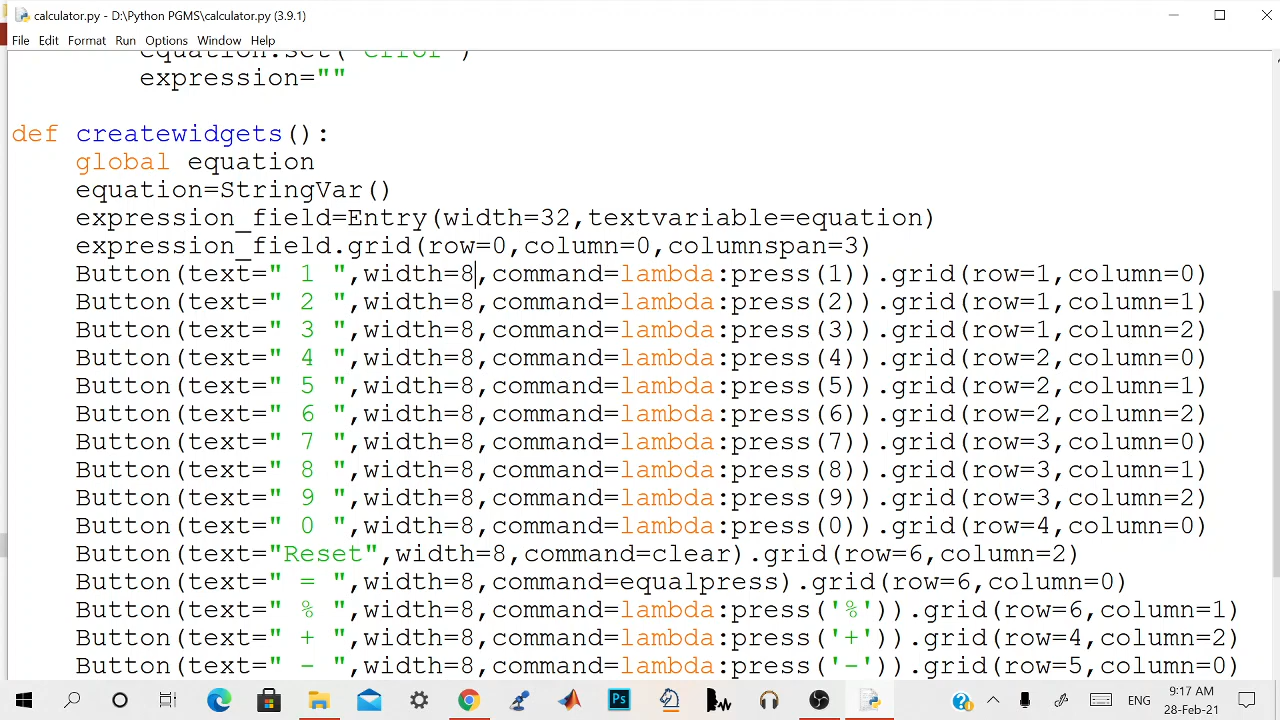 calculator.py - D:\Python PGMS\calculator.py (3.9.1)
File Edit Format Run Options Window Help
equation.set("error")
expression=""
def createwidgets():
global equation
equation=StringVar()
expression_field=Entry(width=32,textvariable=equation)
expression_field.grid(row=0,column=0,columnspan=3)
Button(text=" 1 ",width=8,command=lambda:press(1)).grid(row=1,column=0)
Button(text=" 2 ",width=8,command=lambda:press(2)).grid(row=1,column=1)
Button(text=" 3 ",width=8,command=lambda:press(3)).grid(row=1,column=2)
Button(text=" 4 ",width=8,command=lambda:press(4)).grid(row=2,column=0)
Button(text=" 5 ",width=8,command=lambda:press(5)).grid(row=2,column=1)
Button(text=" 6 ",width=8,command=lambda:press(6)).grid(row=2,column=2)
Button(text=" 7 ",width=8,command=lambda:press(7)).grid(row=3,column=0)
Button(text=" 8 ",width=8,command=lambda:press(8)).grid(row=3,column=1)
Button(text=" 9 ",width=8,command=lambda:press(9)).grid(row=3,column=2)
Button(text=" 0 ",width=8,command=lambda:press(0)).grid(row=4,column=0)
Button(text="Reset",width=8,command=clear).grid(row=6,column=2)
Button(text=" = ",width=8,command=equalpress).grid(row=6,column=0)
Button(text=" % ",width=8,command=lambda:press('%')).grid(row=6,column=1)
Button(text=" + ",width=8,command=lambda:press('+')).grid(row=4,column=2)
Button(text=" - ",width=8,command=lambda:press('-')).grid(row=5,column=0)
Ps
ENG
9:17 AM
28-Feb-21